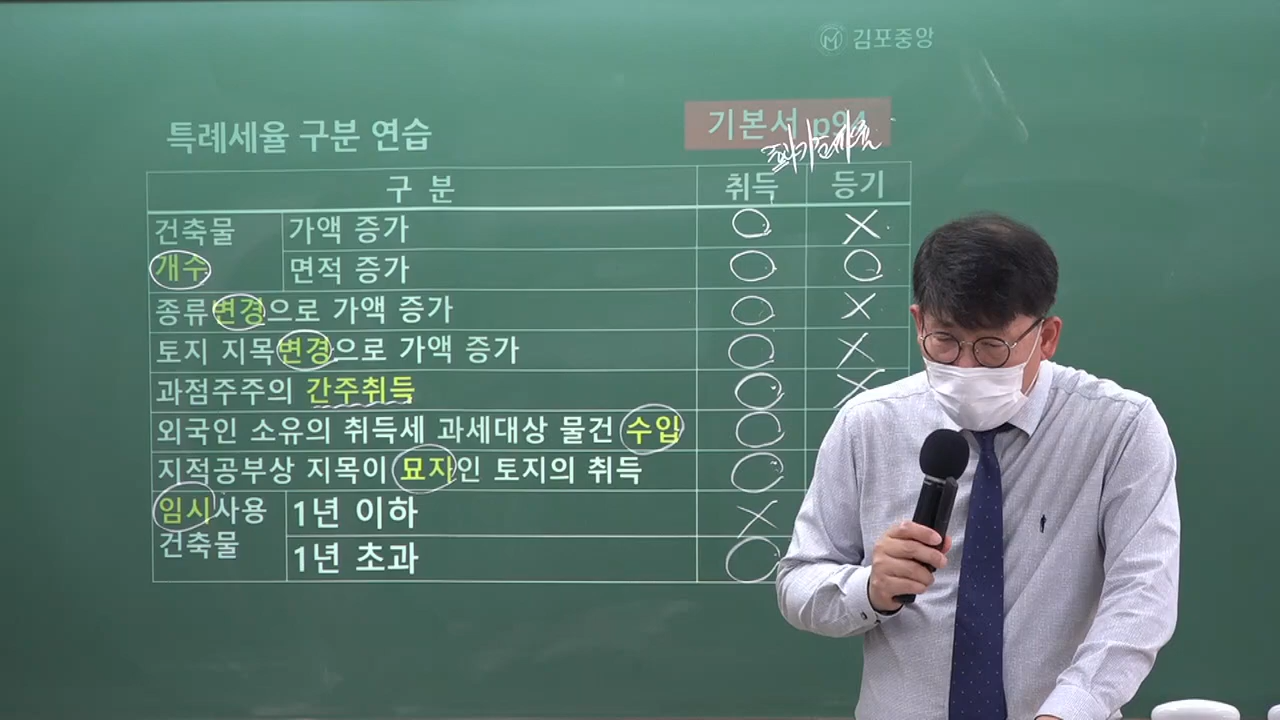 김포중앙
특례세율 구분 연습
기본서 p94
구 분 취득 등기
건축물 개수 가액 증가 ○ ×
면적 증가 ○ ○
종류변경으로 가액 증가 ○ ×
토지 지목변경으로 가액 증가 ○ ×
과점주주의 간주취득 ○ ×
외국인 소유의 취득세 과세대상 물건 수입 ○
지적공부상 지목이 묘지인 토지의 취득 ○
임시사용 건축물 1년 이하 ×
1년 초과 ○